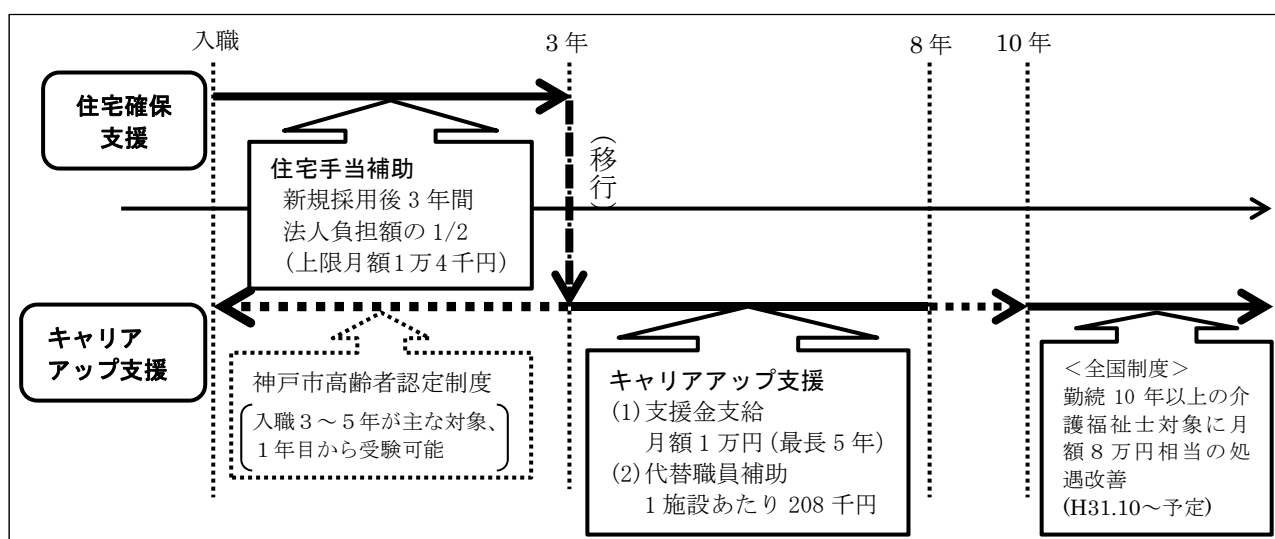 入職
3年
8年
10年
住宅確保
支援
(移行)
住宅手当補助
新規採用後3年間
法人負担額の1/2
(上限月額1万4千円)
キャリア
アップ支援
神戸市高齢者認定制度
入職3~5年が主な対象、
1年目から受験可能
キャリアアップ支援
(1)支援金支給
月額1万円(最長5年)
(2)代替職員補助
1施設あたり208千円
<全国制度>
勤続10年以上の介
護福祉士対象に月
額8万円相当の処
遇改善
(H31.10~予定)